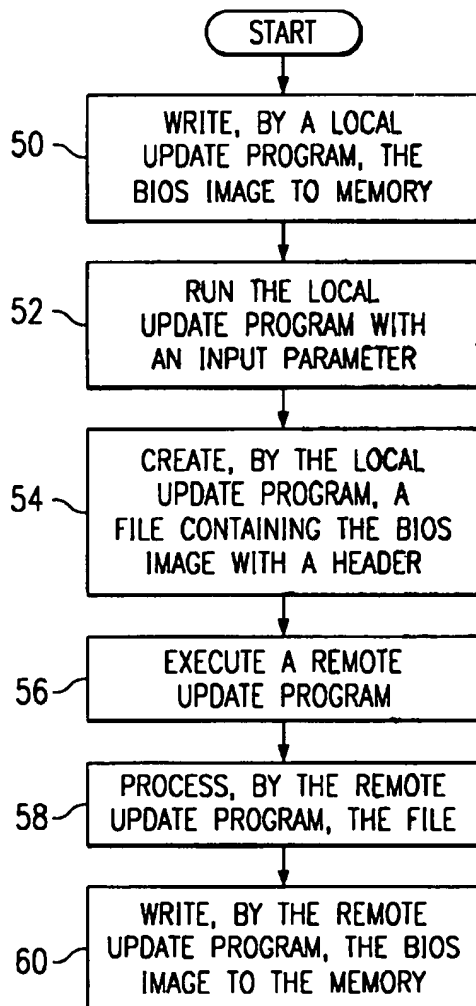 START
50
WRITE, BY A LOCAL
UPDATE PROGRAM, THE
BIOS IMAGE TO MEMORY
52
RUN THE LOCAL
UPDATE PROGRAM WITH
AN INPUT PARAMETER
54
CREATE, BY THE LOCAL
UPDATE PROGRAM, A
FILE CONTAINING THE BIOS
IMAGE WITH A HEADER
56
EXECUTE A REMOTE
UPDATE PROGRAM
58
PROCESS, BY THE REMOTE
UPDATE PROGRAM, THE FILE
60
WRITE, BY THE REMOTE
UPDATE PROGRAM, THE BIOS
IMAGE TO THE MEMORY